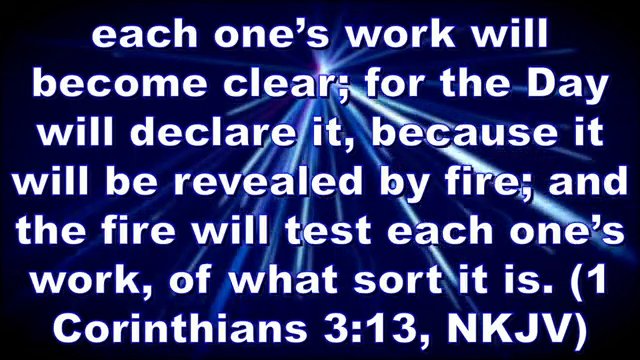 each one’s work will
become clear; for the Day
will declare it, because it
will be revealed by fire; and
the fire will test each one’s
work, of what sort it is. (1
Corinthians 3:13, NKJV)